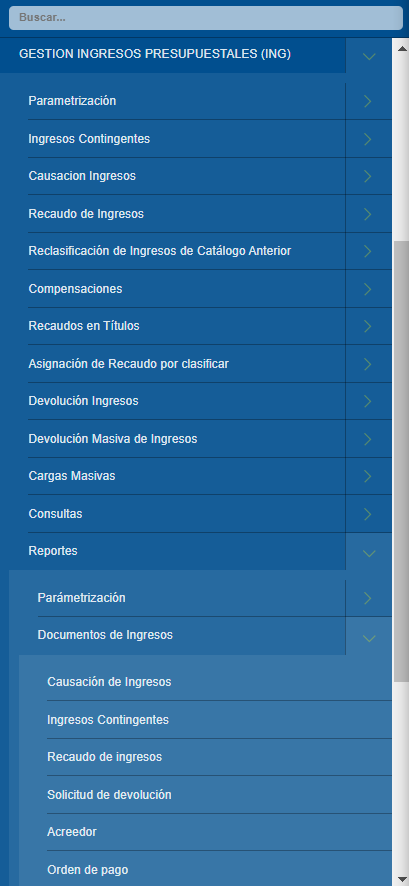 Buscar...
GESTION INGRESOS PRESUPUESTALES (ING)
Parametrización
Ingresos Contingentes
Causacion Ingresos
Recaudo de Ingresos
Reclasificación de Ingresos de Catálogo Anterior
Compensaciones
Recaudos en Títulos
Asignación de Recaudo por clasificar
Devolución Ingresos
Devolución Masiva de Ingresos
Cargas Masivas
Consultas
Reportes
Parámetrización
Documentos de Ingresos
Causación de Ingresos
Ingresos Contingentes
Recaudo de ingresos
Solicitud de devolución
Acreedor
Orden de pago